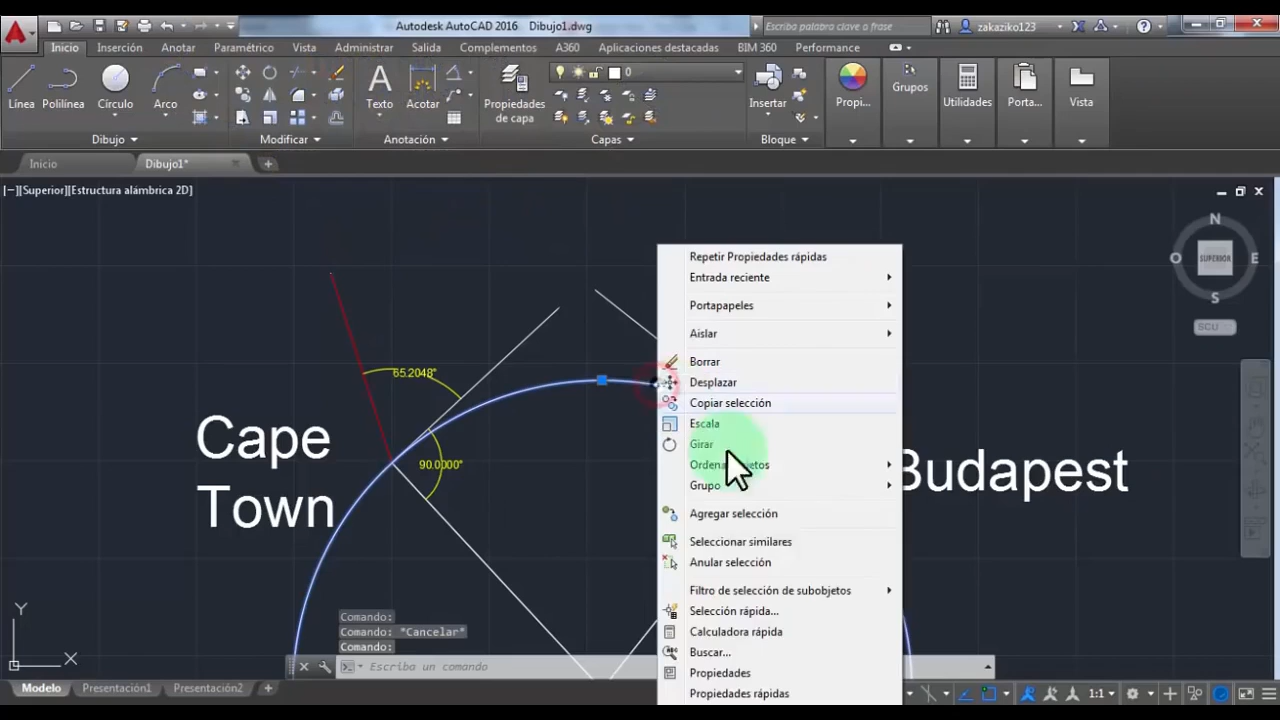 Autodesk AutoCAD 2016 Dibujo1.dwg
Escriba palabra clave o frase
zakaziko123
Inicio Inserción Anotar Paramétrico Vista Administrar Salida Complementos A360 Aplicaciones destacadas BIM 360 Performance
0
Línea Polilínea Círculo Arco Texto Acotar Propiedades de capa Insertar Propi... Grupos Utilidades Porta... Vista
Dibujo Modificar Anotación Capas Bloque
Inicio Dibujo1*
[−][Superior][Estructura alámbrica 2D]
N
O SUPERIOR E
S
SCU
Repetir Propiedades rápidas
Entrada reciente
Portapapeles
Aislar
Borrar
Desplazar
Copiar selección
Escala
Girar
Grupo
Agregar selección
Seleccionar similares
Anular selección
Filtro de selección de subobjetos
Selección rápida...
Calculadora rápida
Buscar...
Propiedades
Propiedades rápidas
65.2048°
90.0000°
Cape
Town
Budapest
Y
X
Comando:
Comando: *Cancelar*
Comando:
Escriba un comando
Modelo Presentación1 Presentación2
1:1